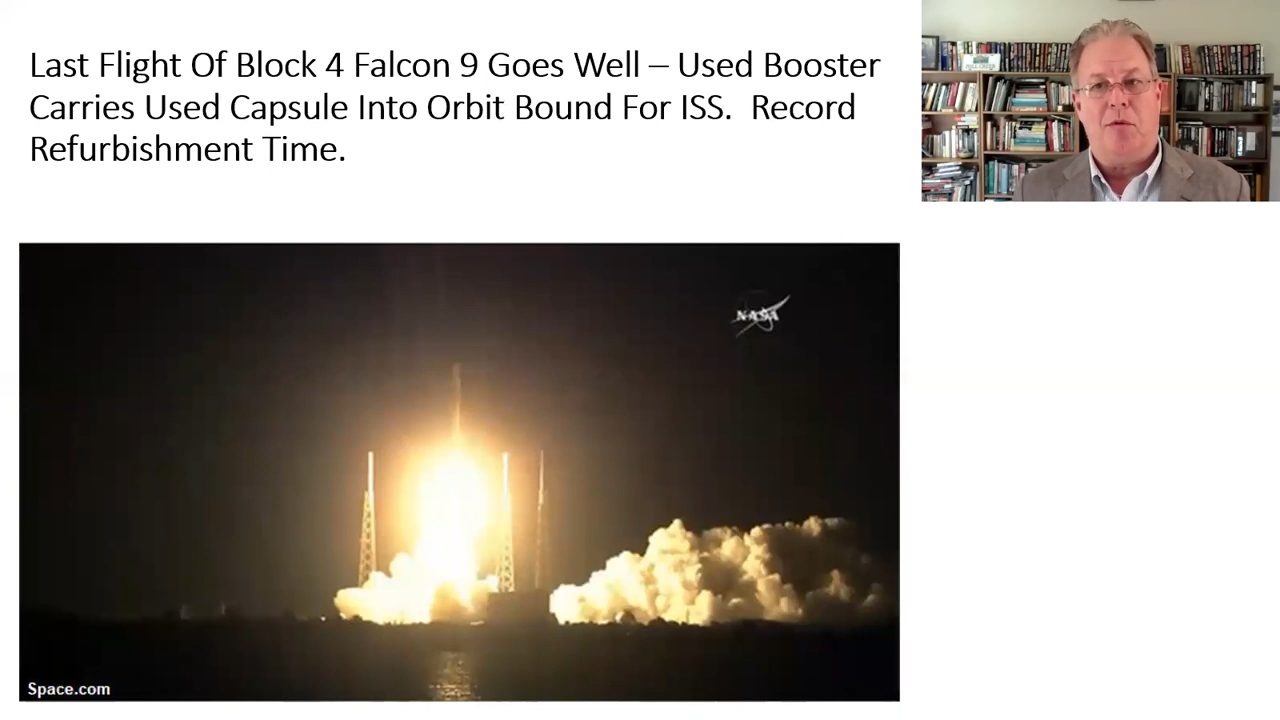 Last Flight Of Block 4 Falcon 9 Goes Well – Used Booster
Carries Used Capsule Into Orbit Bound For ISS.  Record
Refurbishment Time.
NASA
Space.com